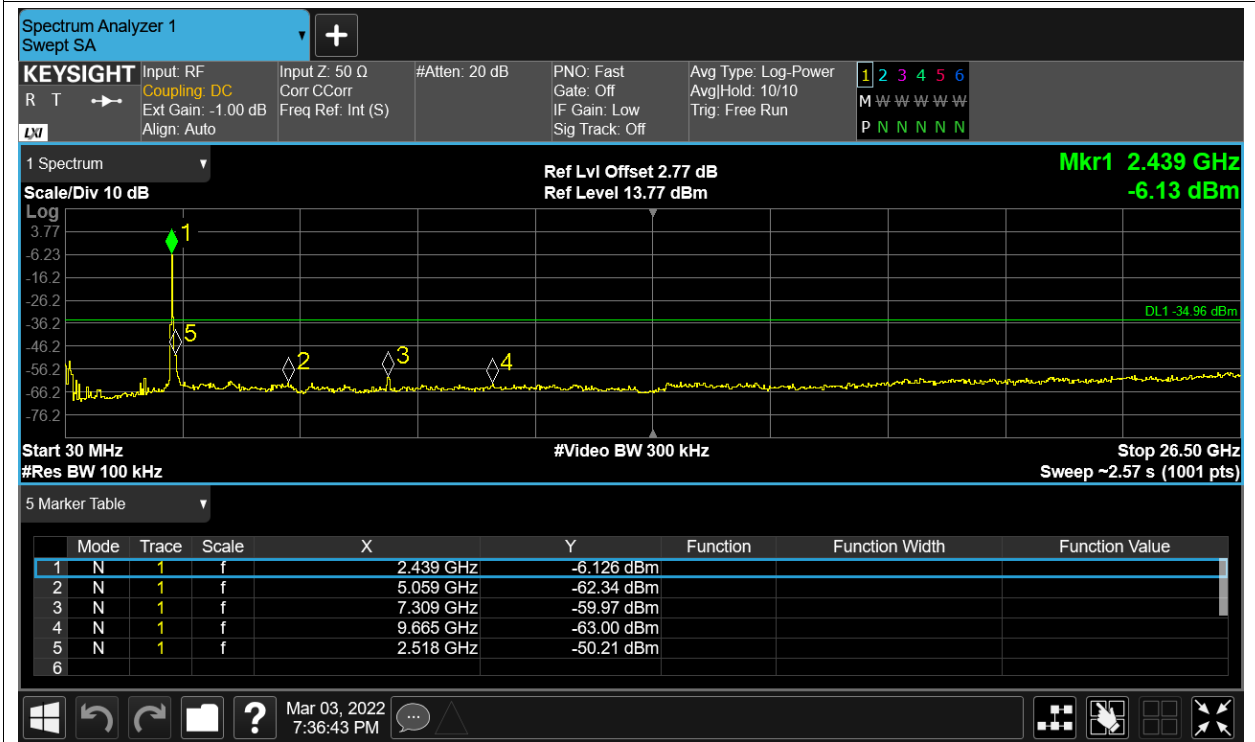 Spectrum Analyzer 1
Swept SA
+
KEYSIGHT
R T
LXI
Input: RF
Coupling: DC
Ext Gain: -1.00 dB
Align: Auto
Input Z: 50 Ω
Corr CCorr
Freq Ref: Int (S)
#Atten: 20 dB
PNO: Fast
Gate: Off
IF Gain: Low
Sig Track: Off
Avg Type: Log-Power
Avg|Hold: 10/10
Trig: Free Run
1 2 3 4 5 6
M W W W W W
P N N N N N
1 Spectrum
Scale/Div 10 dB
Ref Lvl Offset 2.77 dB
Ref Level 13.77 dBm
Mkr1 2.439 GHz
-6.13 dBm
Log
3.77
-6.23
-16.2
-26.2
-36.2
-46.2
-56.2
-66.2
-76.2
1
5
2
3
4
DL1 -34.96 dBm
Start 30 MHz
#Video BW 300 kHz
Stop 26.50 GHz
#Res BW 100 kHz
Sweep ~2.57 s (1001 pts)
5 Marker Table
Mode Trace Scale X Y Function Function Width Function Value
1 N 1 f 2.439 GHz -6.126 dBm
2 N 1 f 5.059 GHz -62.34 dBm
3 N 1 f 7.309 GHz -59.97 dBm
4 N 1 f 9.665 GHz -63.00 dBm
5 N 1 f 2.518 GHz -50.21 dBm
6
?
Mar 03, 2022
7:36:43 PM